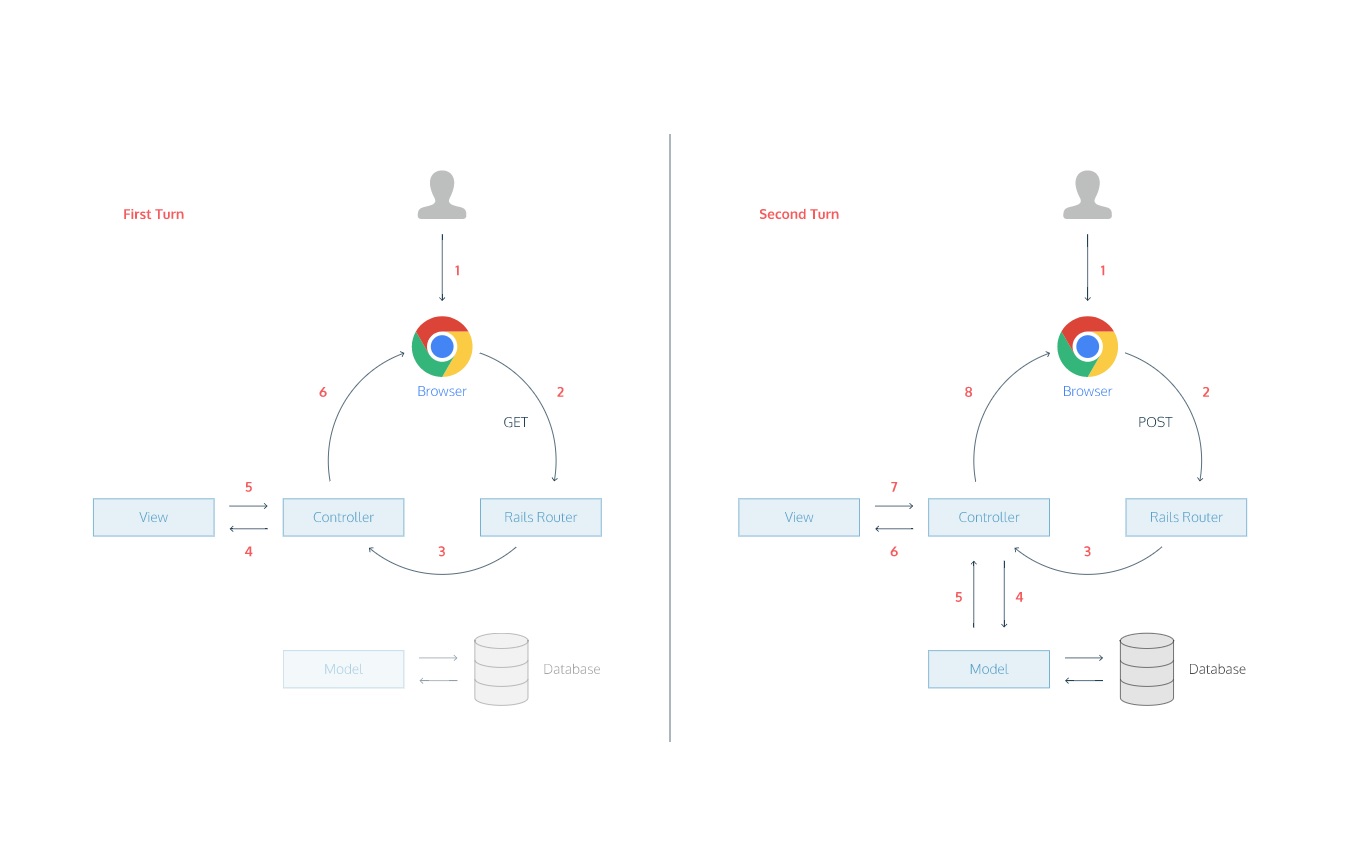 First Turn
1
Browser
6
2
GET
5
View
Controller
Rails Router
4
3
Model
Database
Second Turn
1
Browser
8
2
POST
7
View
Controller
Rails Router
6
3
5
4
Model
Database